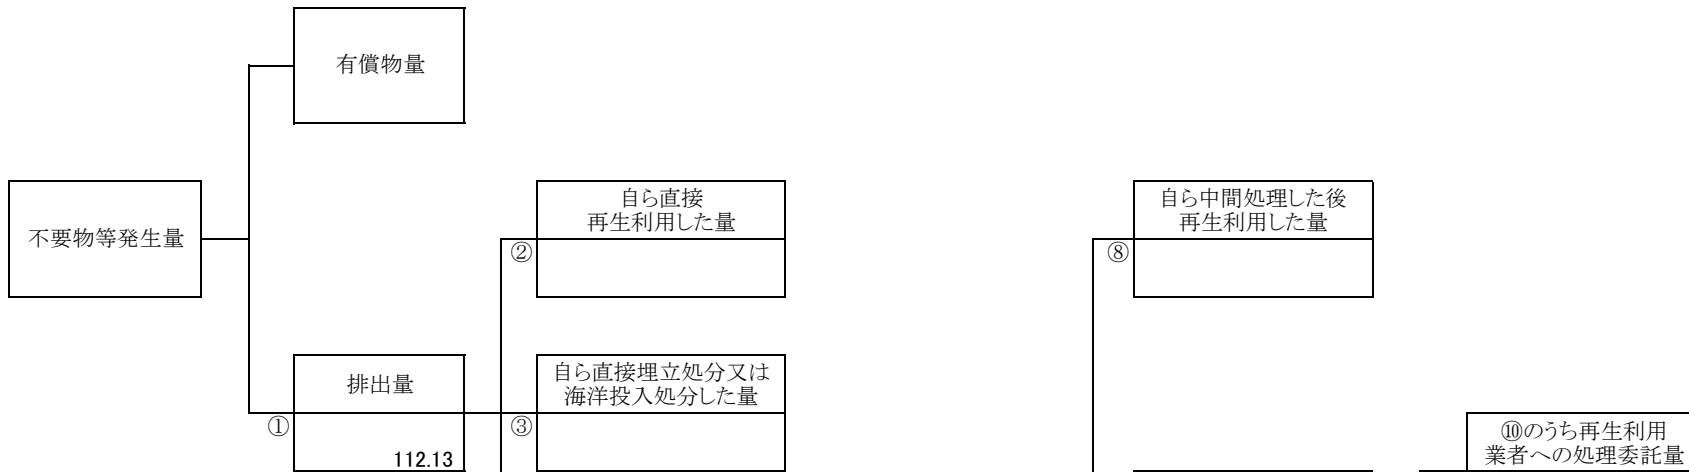 有償物量
不要物等発生量
自ら直接
再生利用した量
②
自ら中間処理した後
再生利用した量
⑧
排出量
①
112.13
自ら直接埋立処分又は
海洋投入処分した量
③
⑩のうち再生利用
業者への処理委託量